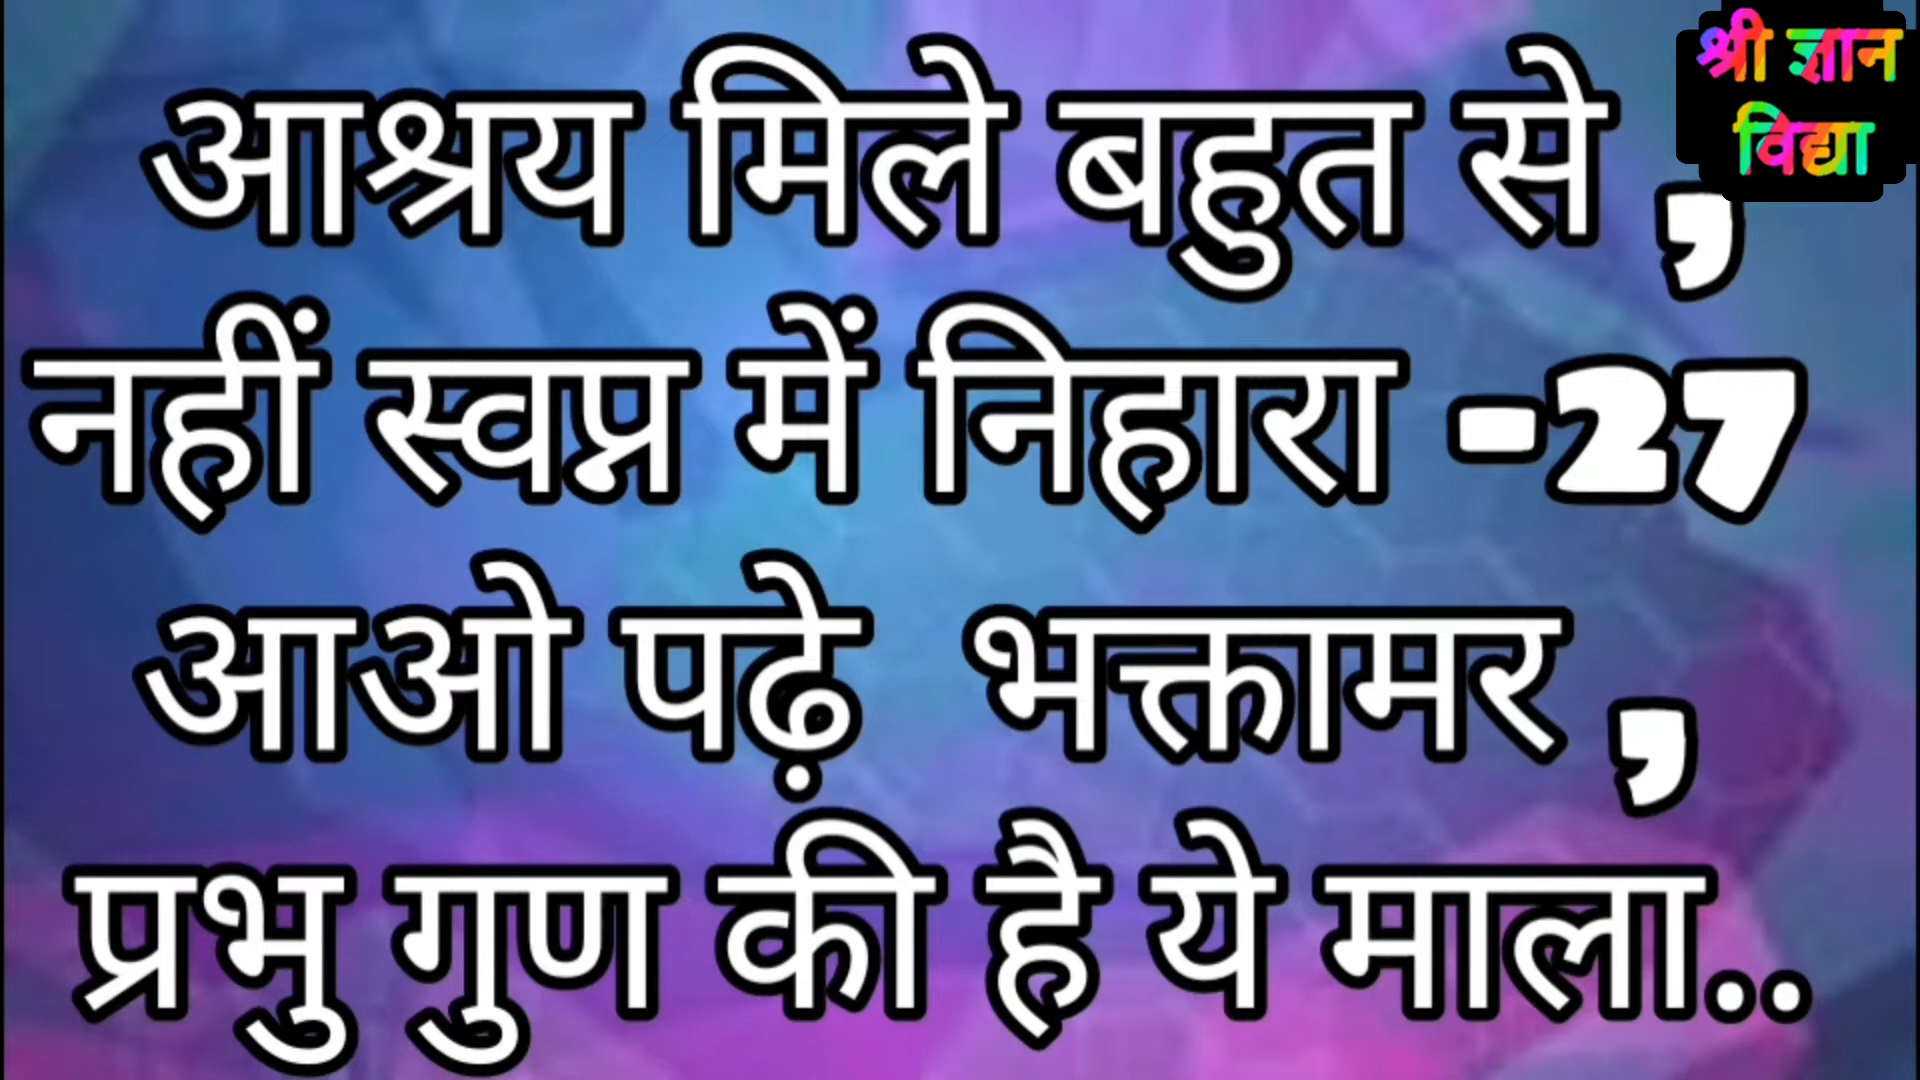 श्री ज्ञान
विद्या
आश्रय मिले बहुत से ,
नहीं स्वप्न में निहारा -27
आओ पढ़े भक्तामर ,
प्रभु गुण की है ये माला..